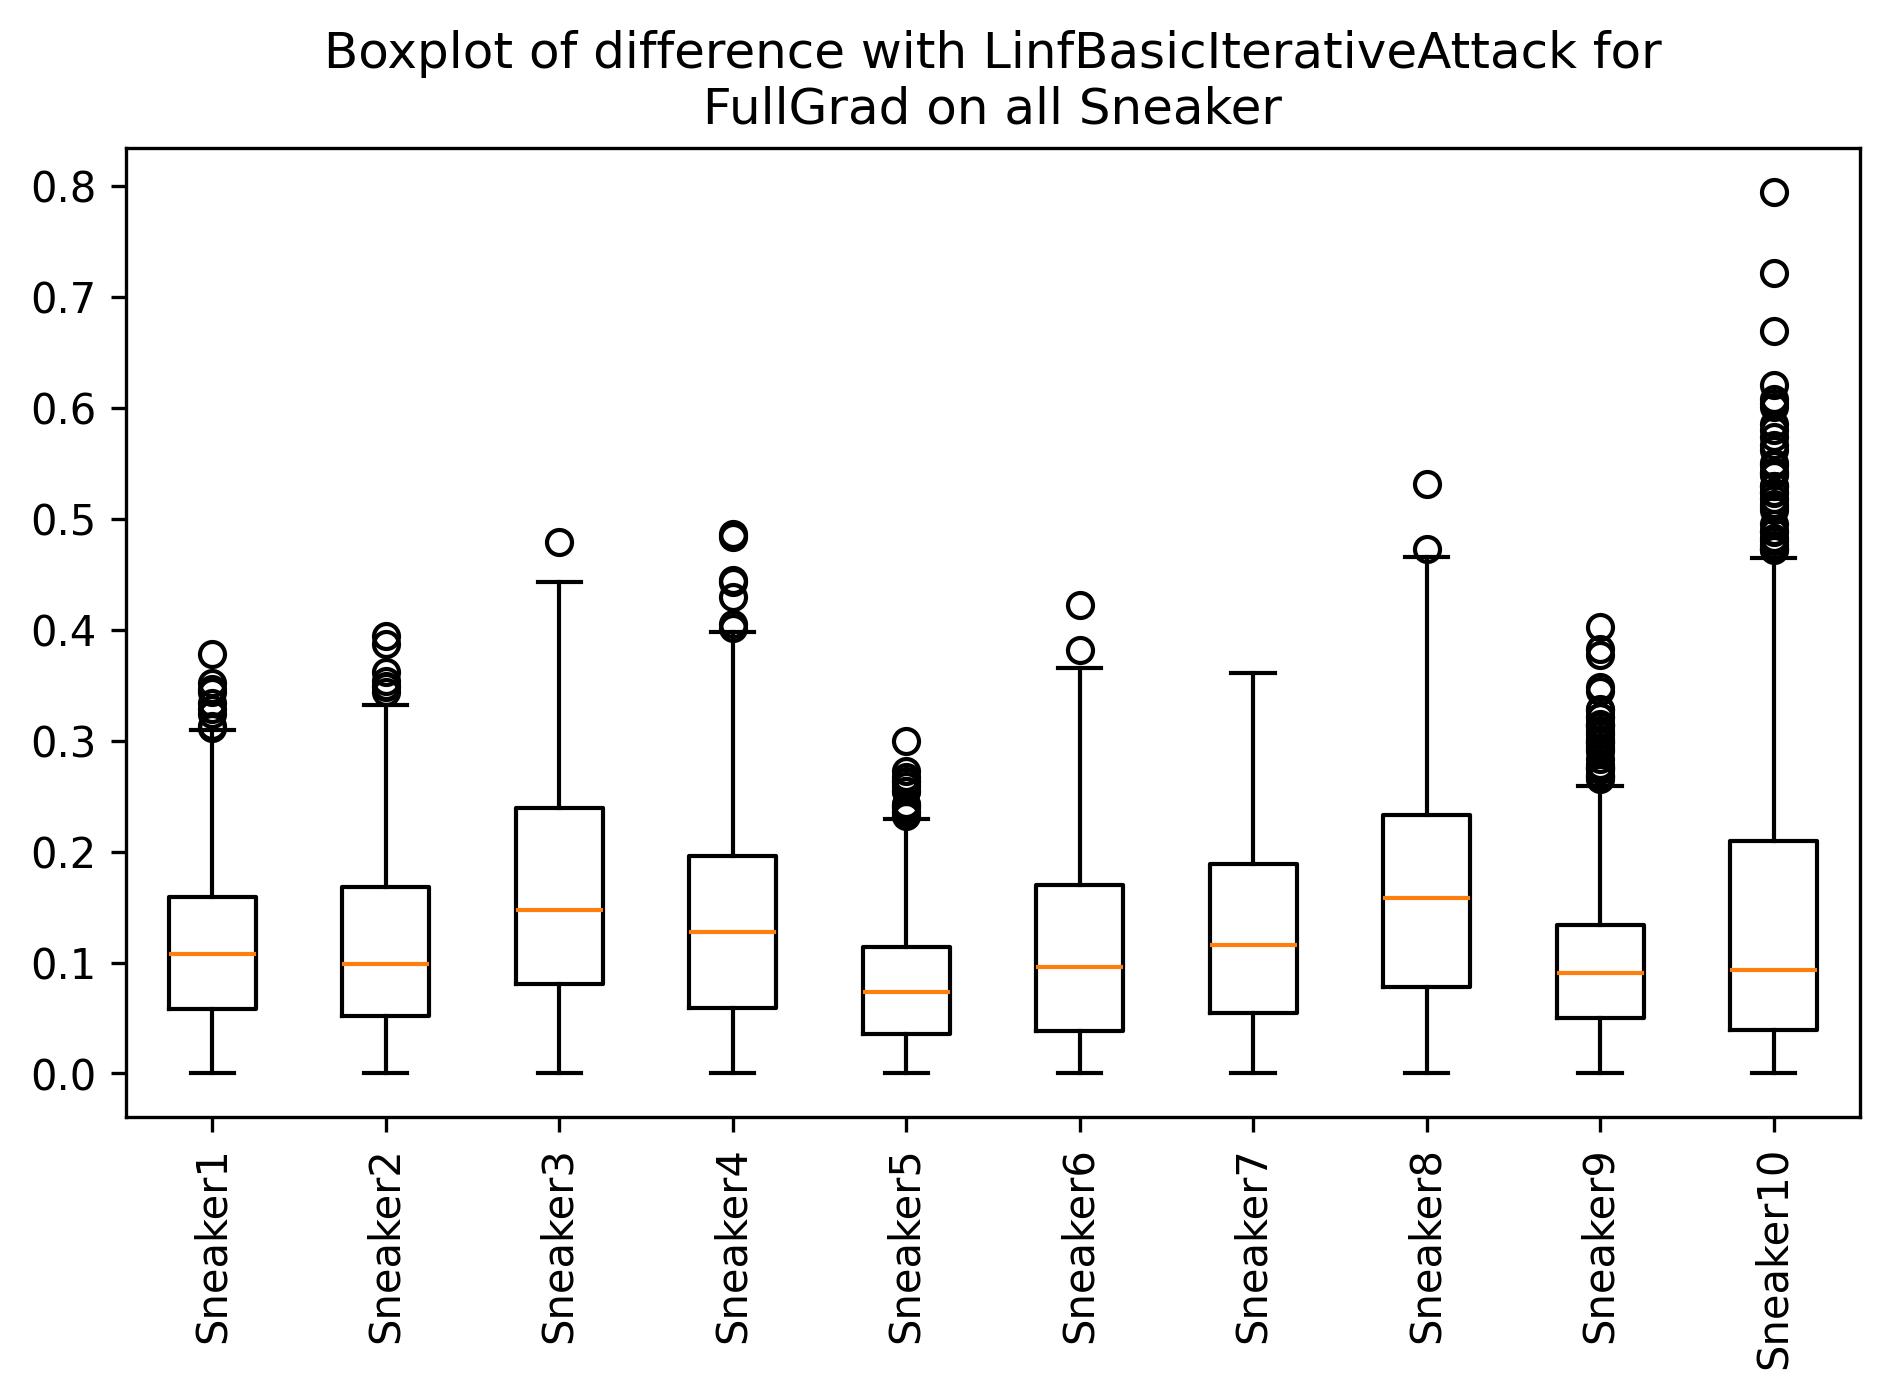 Boxplot of difference with LinfBasicIterativeAttack for
FullGrad on all Sneaker
0.8
0.7
0.6
0.5
0.4
0.3
0.2
0.1
0.0
Sneaker1
Sneaker2
Sneaker3
Sneaker4
Sneaker5
Sneaker6
Sneaker7
Sneaker8
Sneaker9
Sneaker10